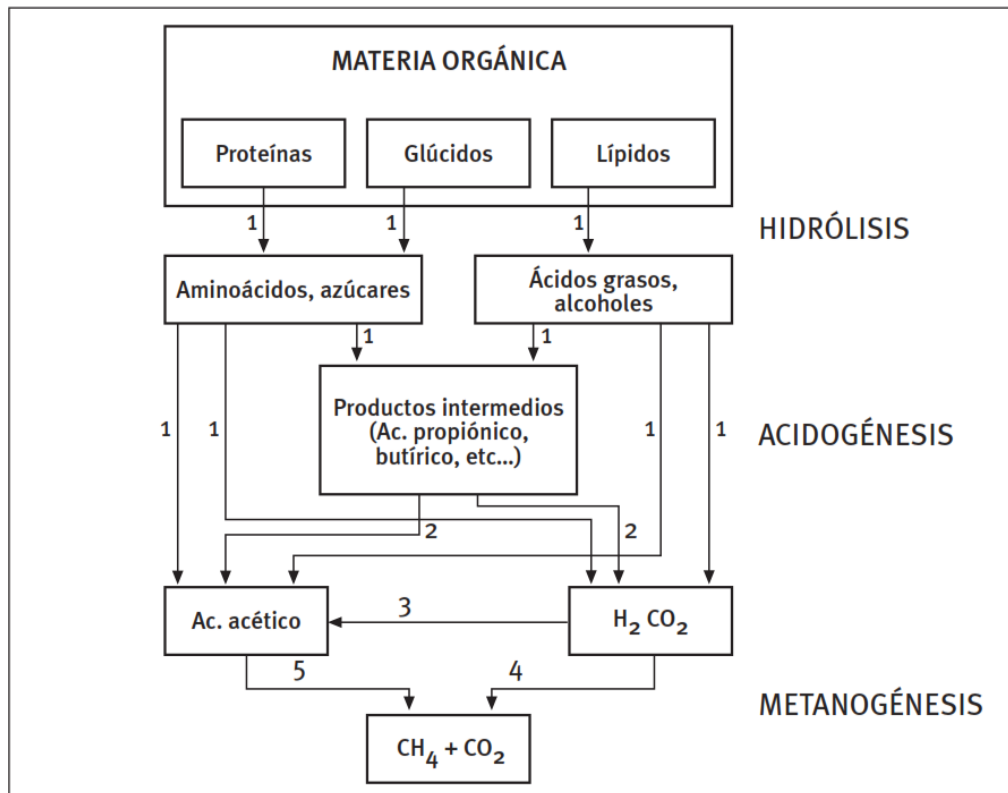 MATERIA ORGÁNICA
Proteínas
Glúcidos
Lípidos
1
1
1
HIDRÓLISIS
Aminoácidos, azúcares
Ácidos grasos,
alcoholes
1
1
Productos intermedios
(Ac. propiónico,
butírico, etc...)
1
1
1
1
ACIDOGÉNESIS
2
2
Ac. acético
3
H₂ CO₂
5
4
METANOGÉNESIS
CH₄ + CO₂